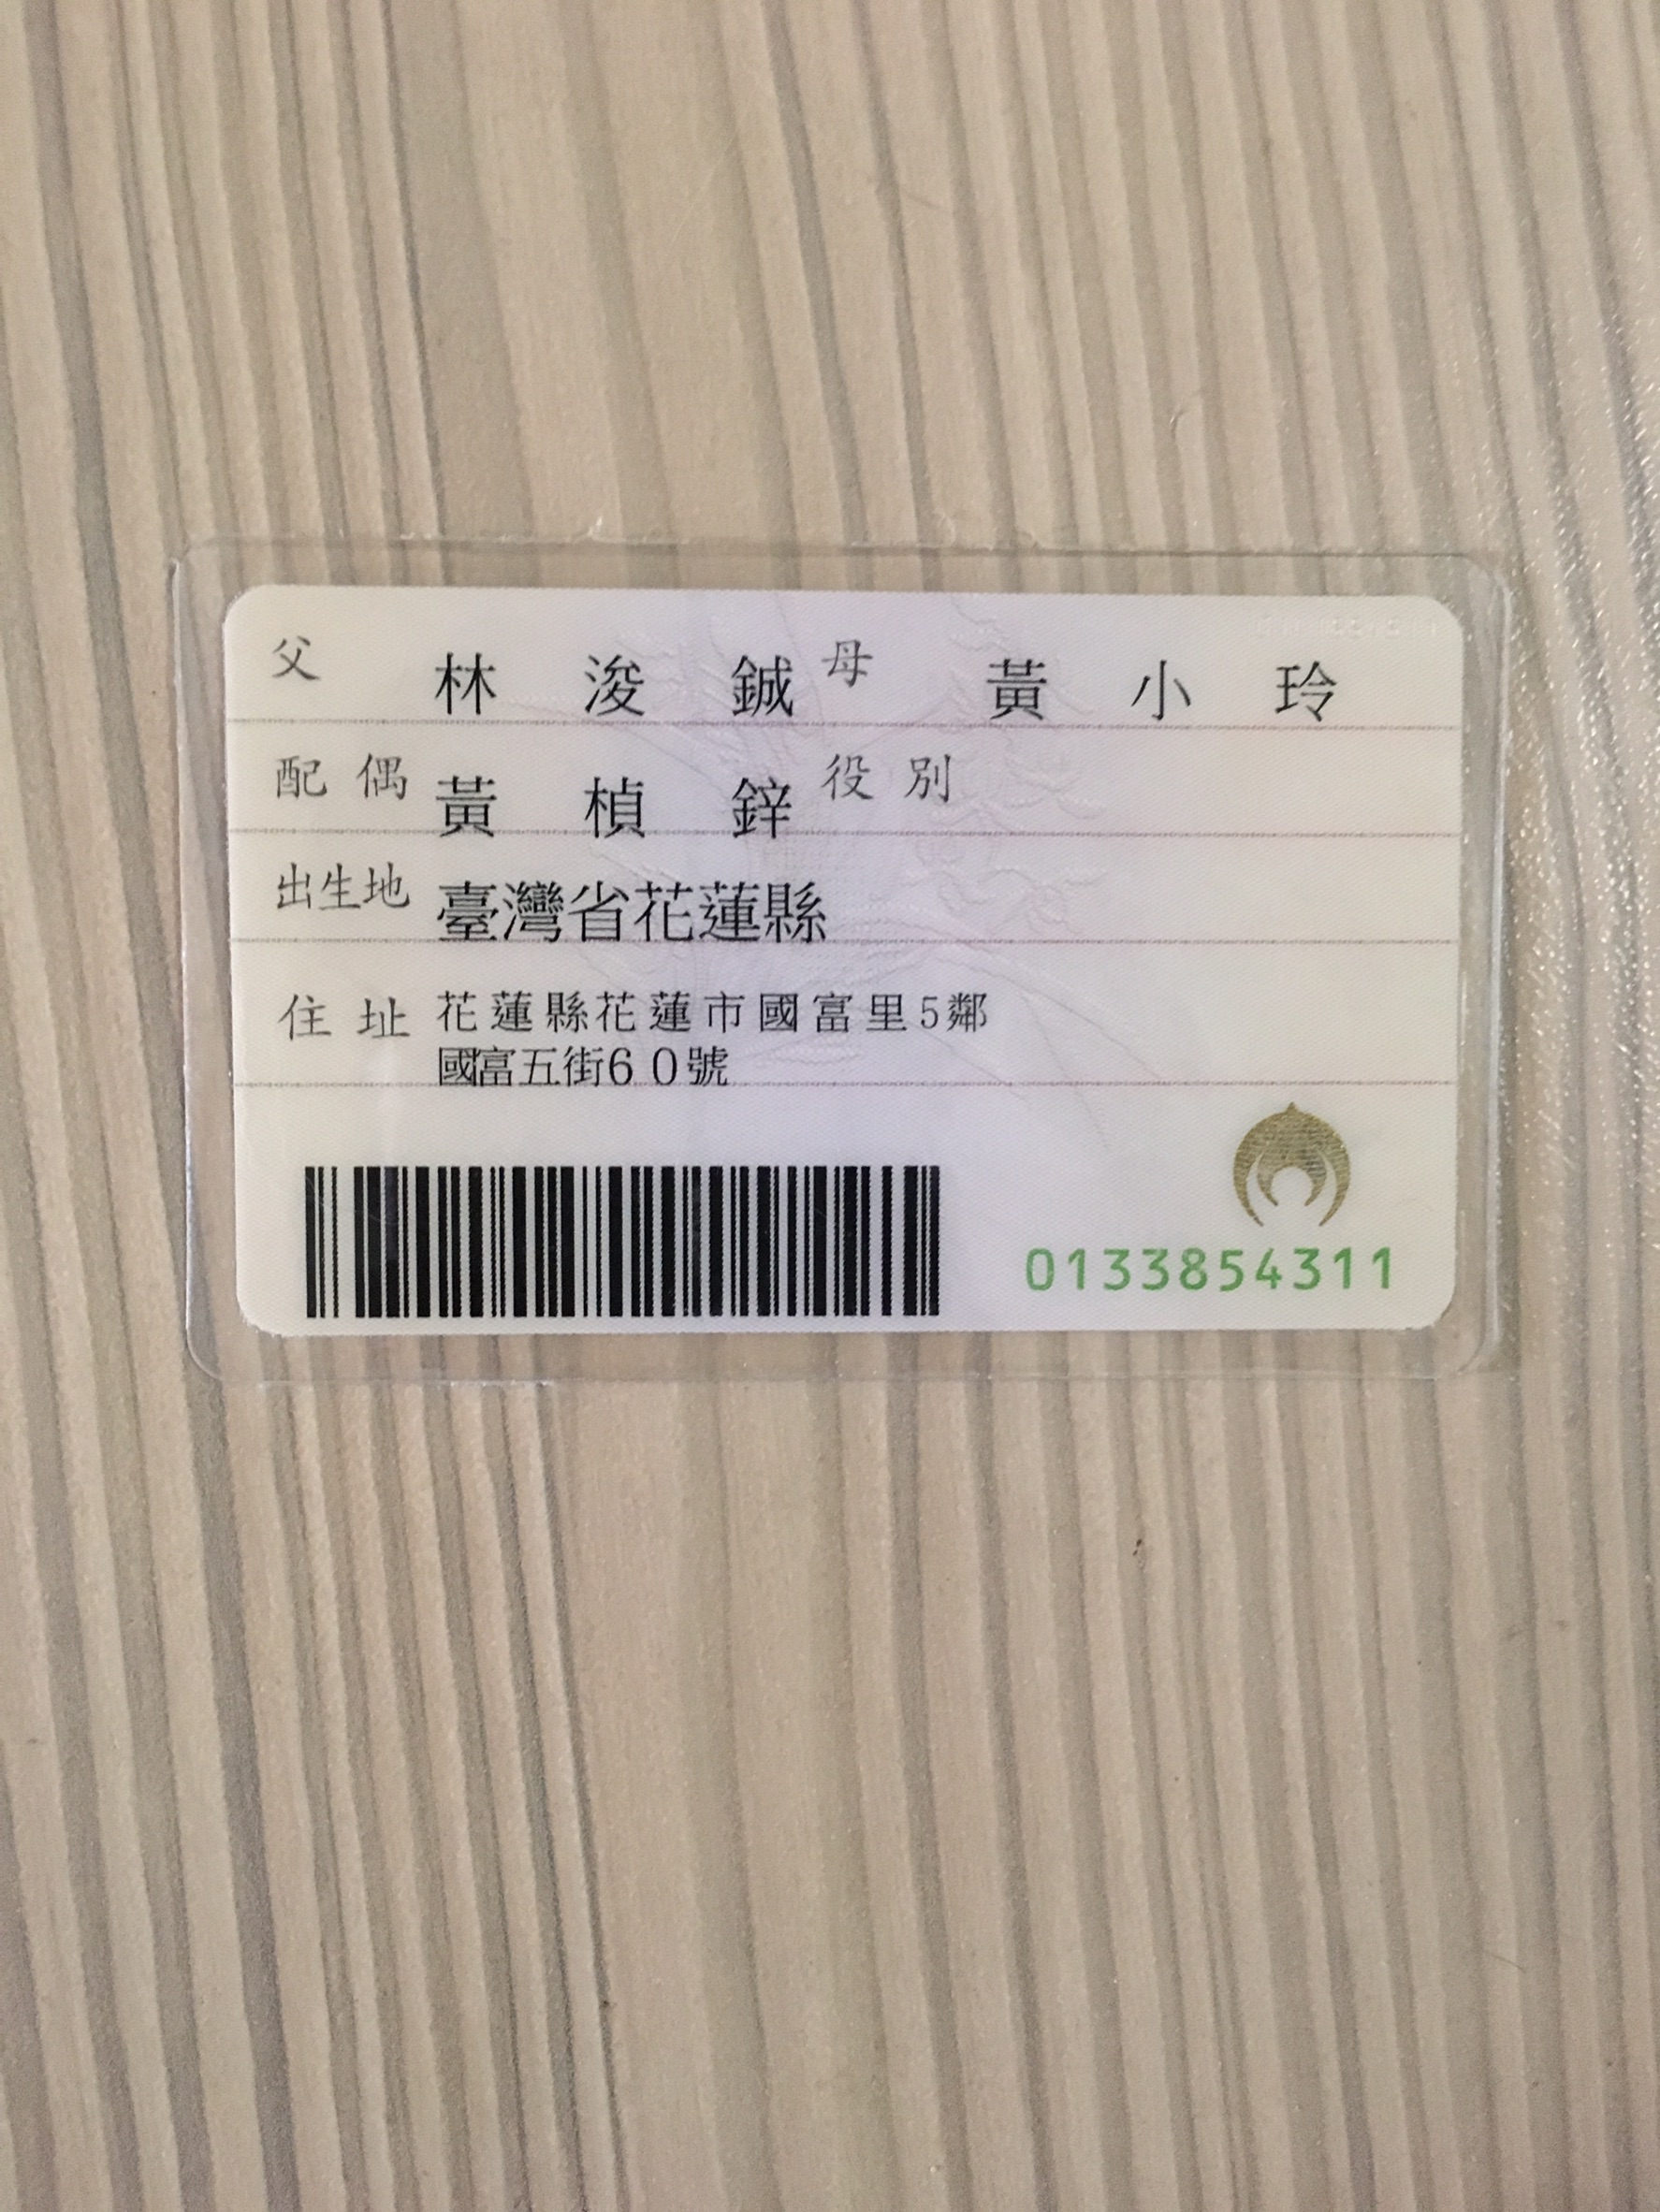 父 林浚鋮 母 黃小玲
配偶 黃楨鋅 役別
出生地 臺灣省花蓮縣
住址 花蓮縣花蓮市國富里5鄰
國富五街60號
0133854311